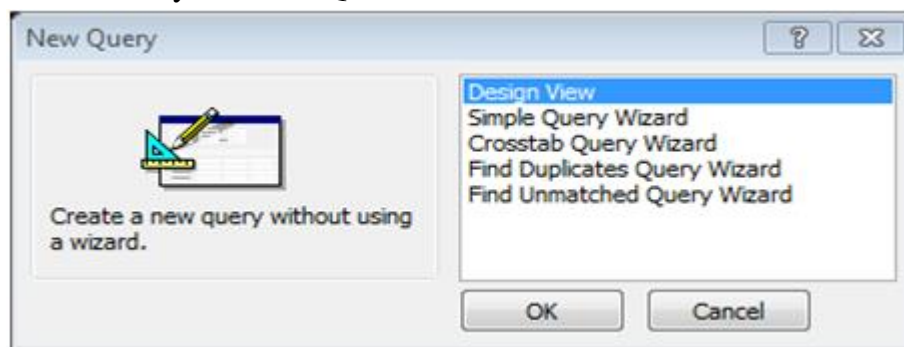 New Query
Design View
Simple Query Wizard
Crosstab Query Wizard
Find Duplicates Query Wizard
Find Unmatched Query Wizard
Create a new query without using
a wizard.
OK
Cancel